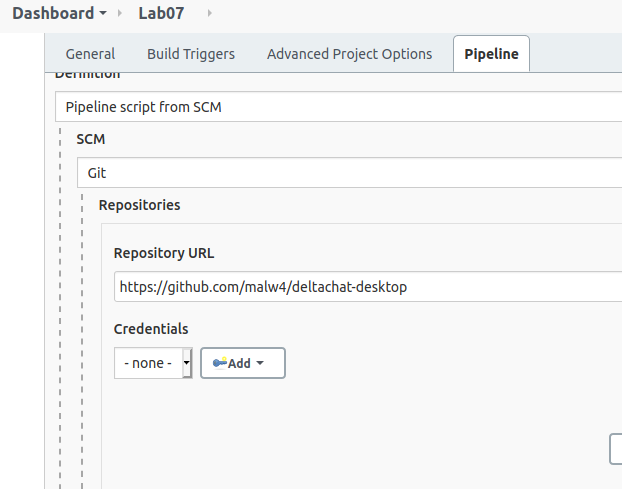 Dashboard Lab07
General Build Triggers Advanced Project Options Pipeline
Definition
Pipeline script from SCM
SCM
Git
Repositories
Repository URL
https://github.com/malw4/deltachat-desktop
Credentials
- none - Add